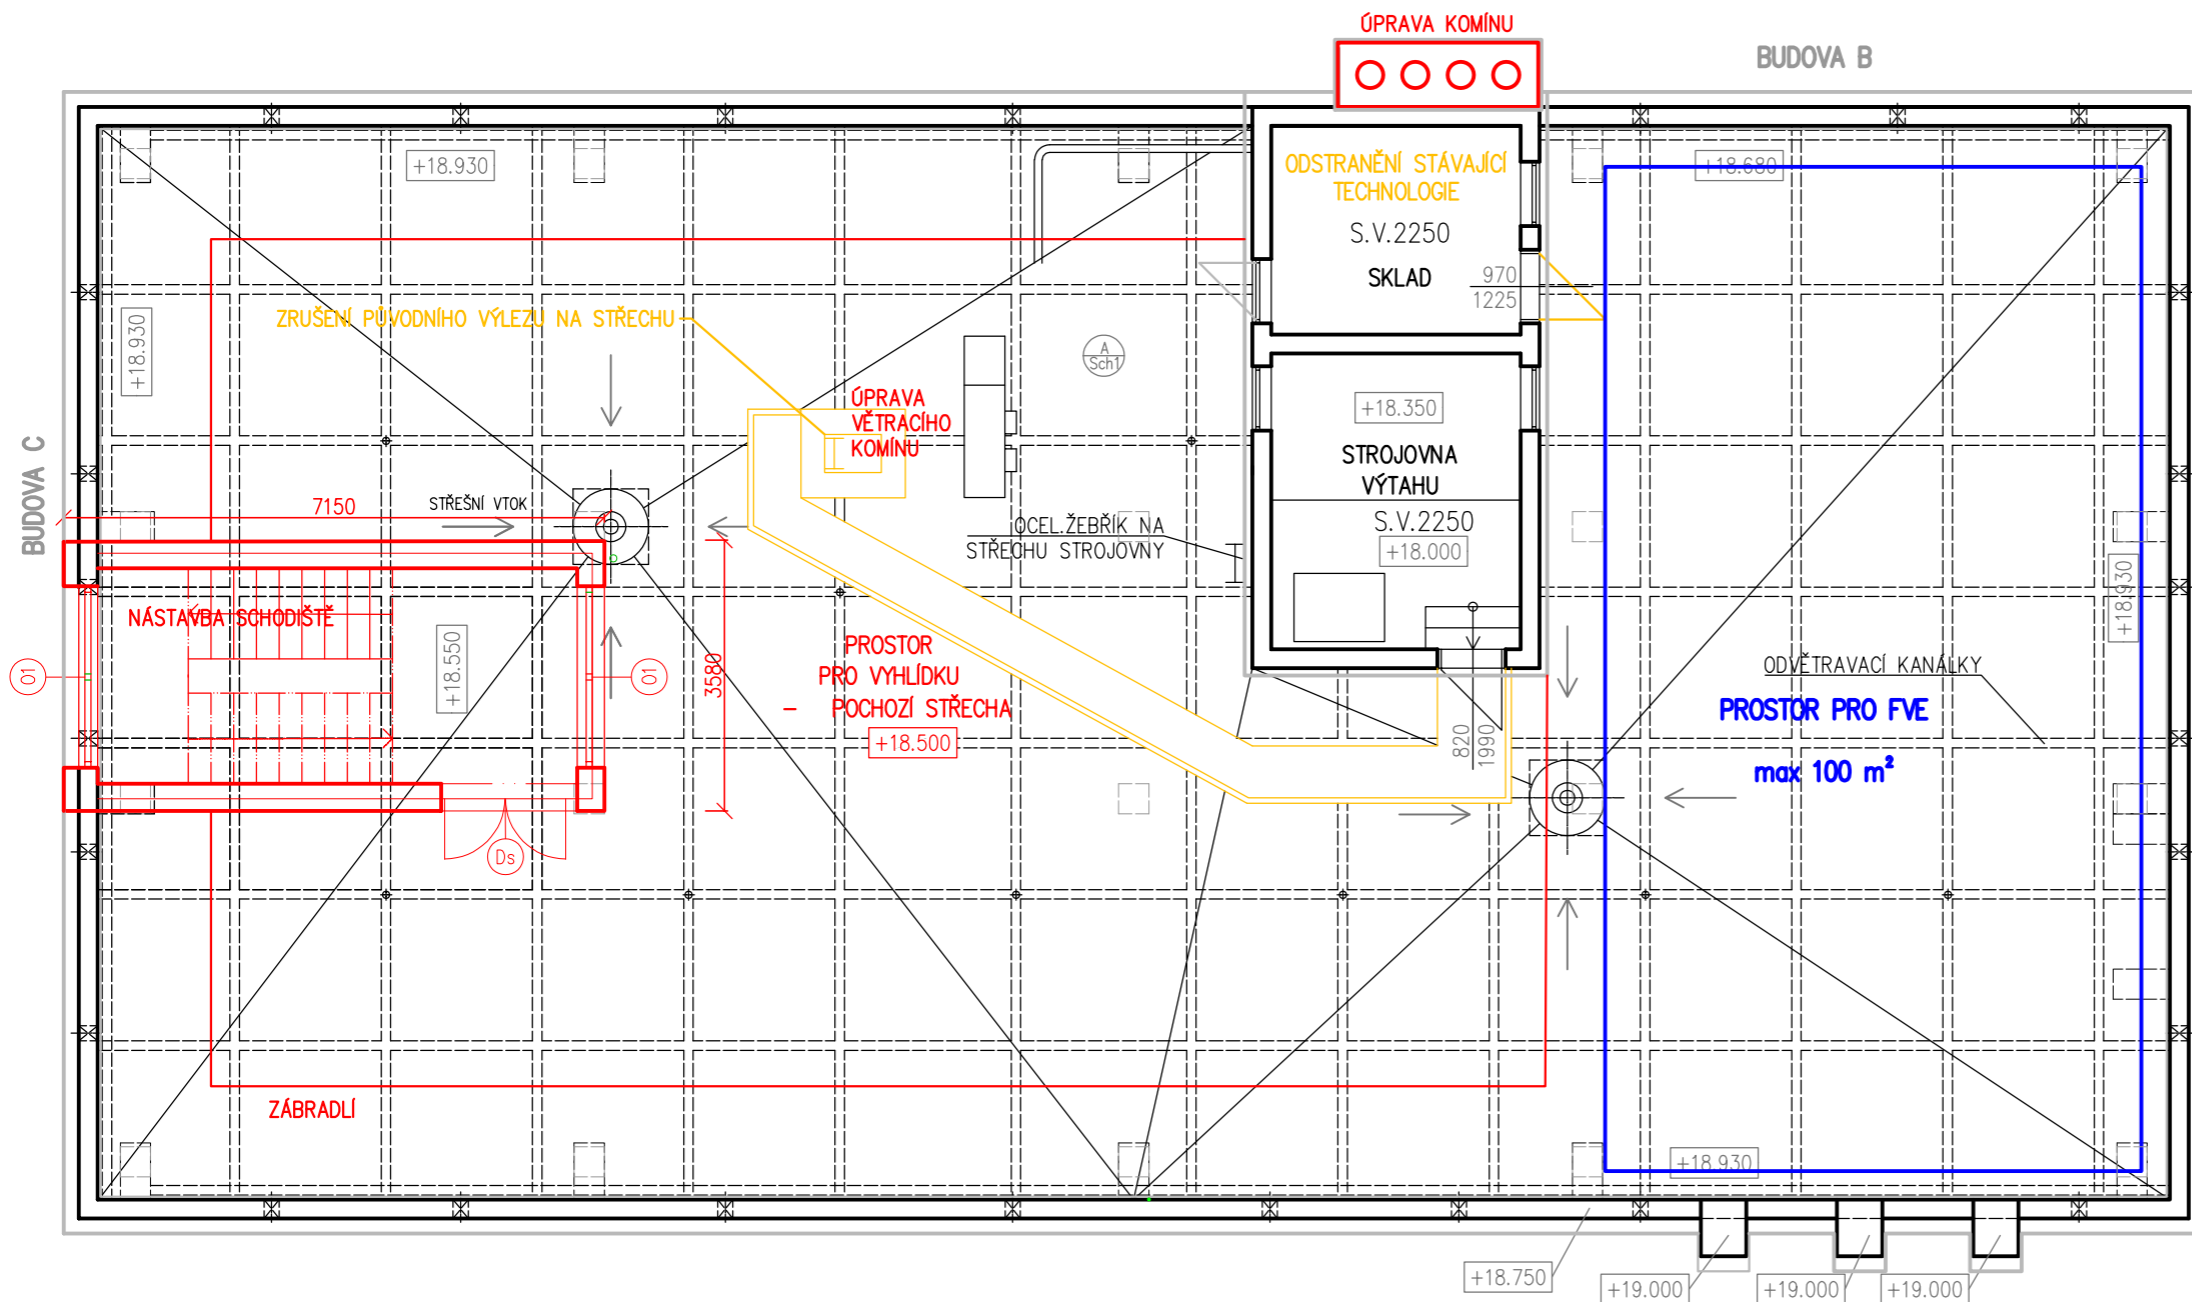 ÚPRAVA KOMÍNU
BUDOVA B
+18.930
ODSTRANĚNÍ STÁVAJÍCÍ
TECHNOLOGIE
S.V.2250
SKLAD
970
1225
+18.680
+18.930
ZRUŠENÍ PŮVODNÍHO VÝLEZU NA STŘECHU
A
Sch1
ÚPRAVA
VĚTRACÍHO
KOMÍNU
+18.350
STROJOVNA
VÝTAHU
S.V.2250
+18.000
BUDOVA C
7150
STŘEŠNÍ VTOK
OCEL.ŽEBŘÍK NA
STŘECHU STROJOVNY
+18.930
NÁSTAVBA SCHODIŠTĚ
+18.550
01
01
3580
PROSTOR
PRO VYHLÍDKU
- POCHOZÍ STŘECHA
+18.500
820
1990
ODVĚTRAVACÍ KANÁLKY
PROSTOR PRO FVE
max 100 m²
Ds
ZÁBRADLÍ
+18.930
+18.750
+19.000
+19.000
+19.000